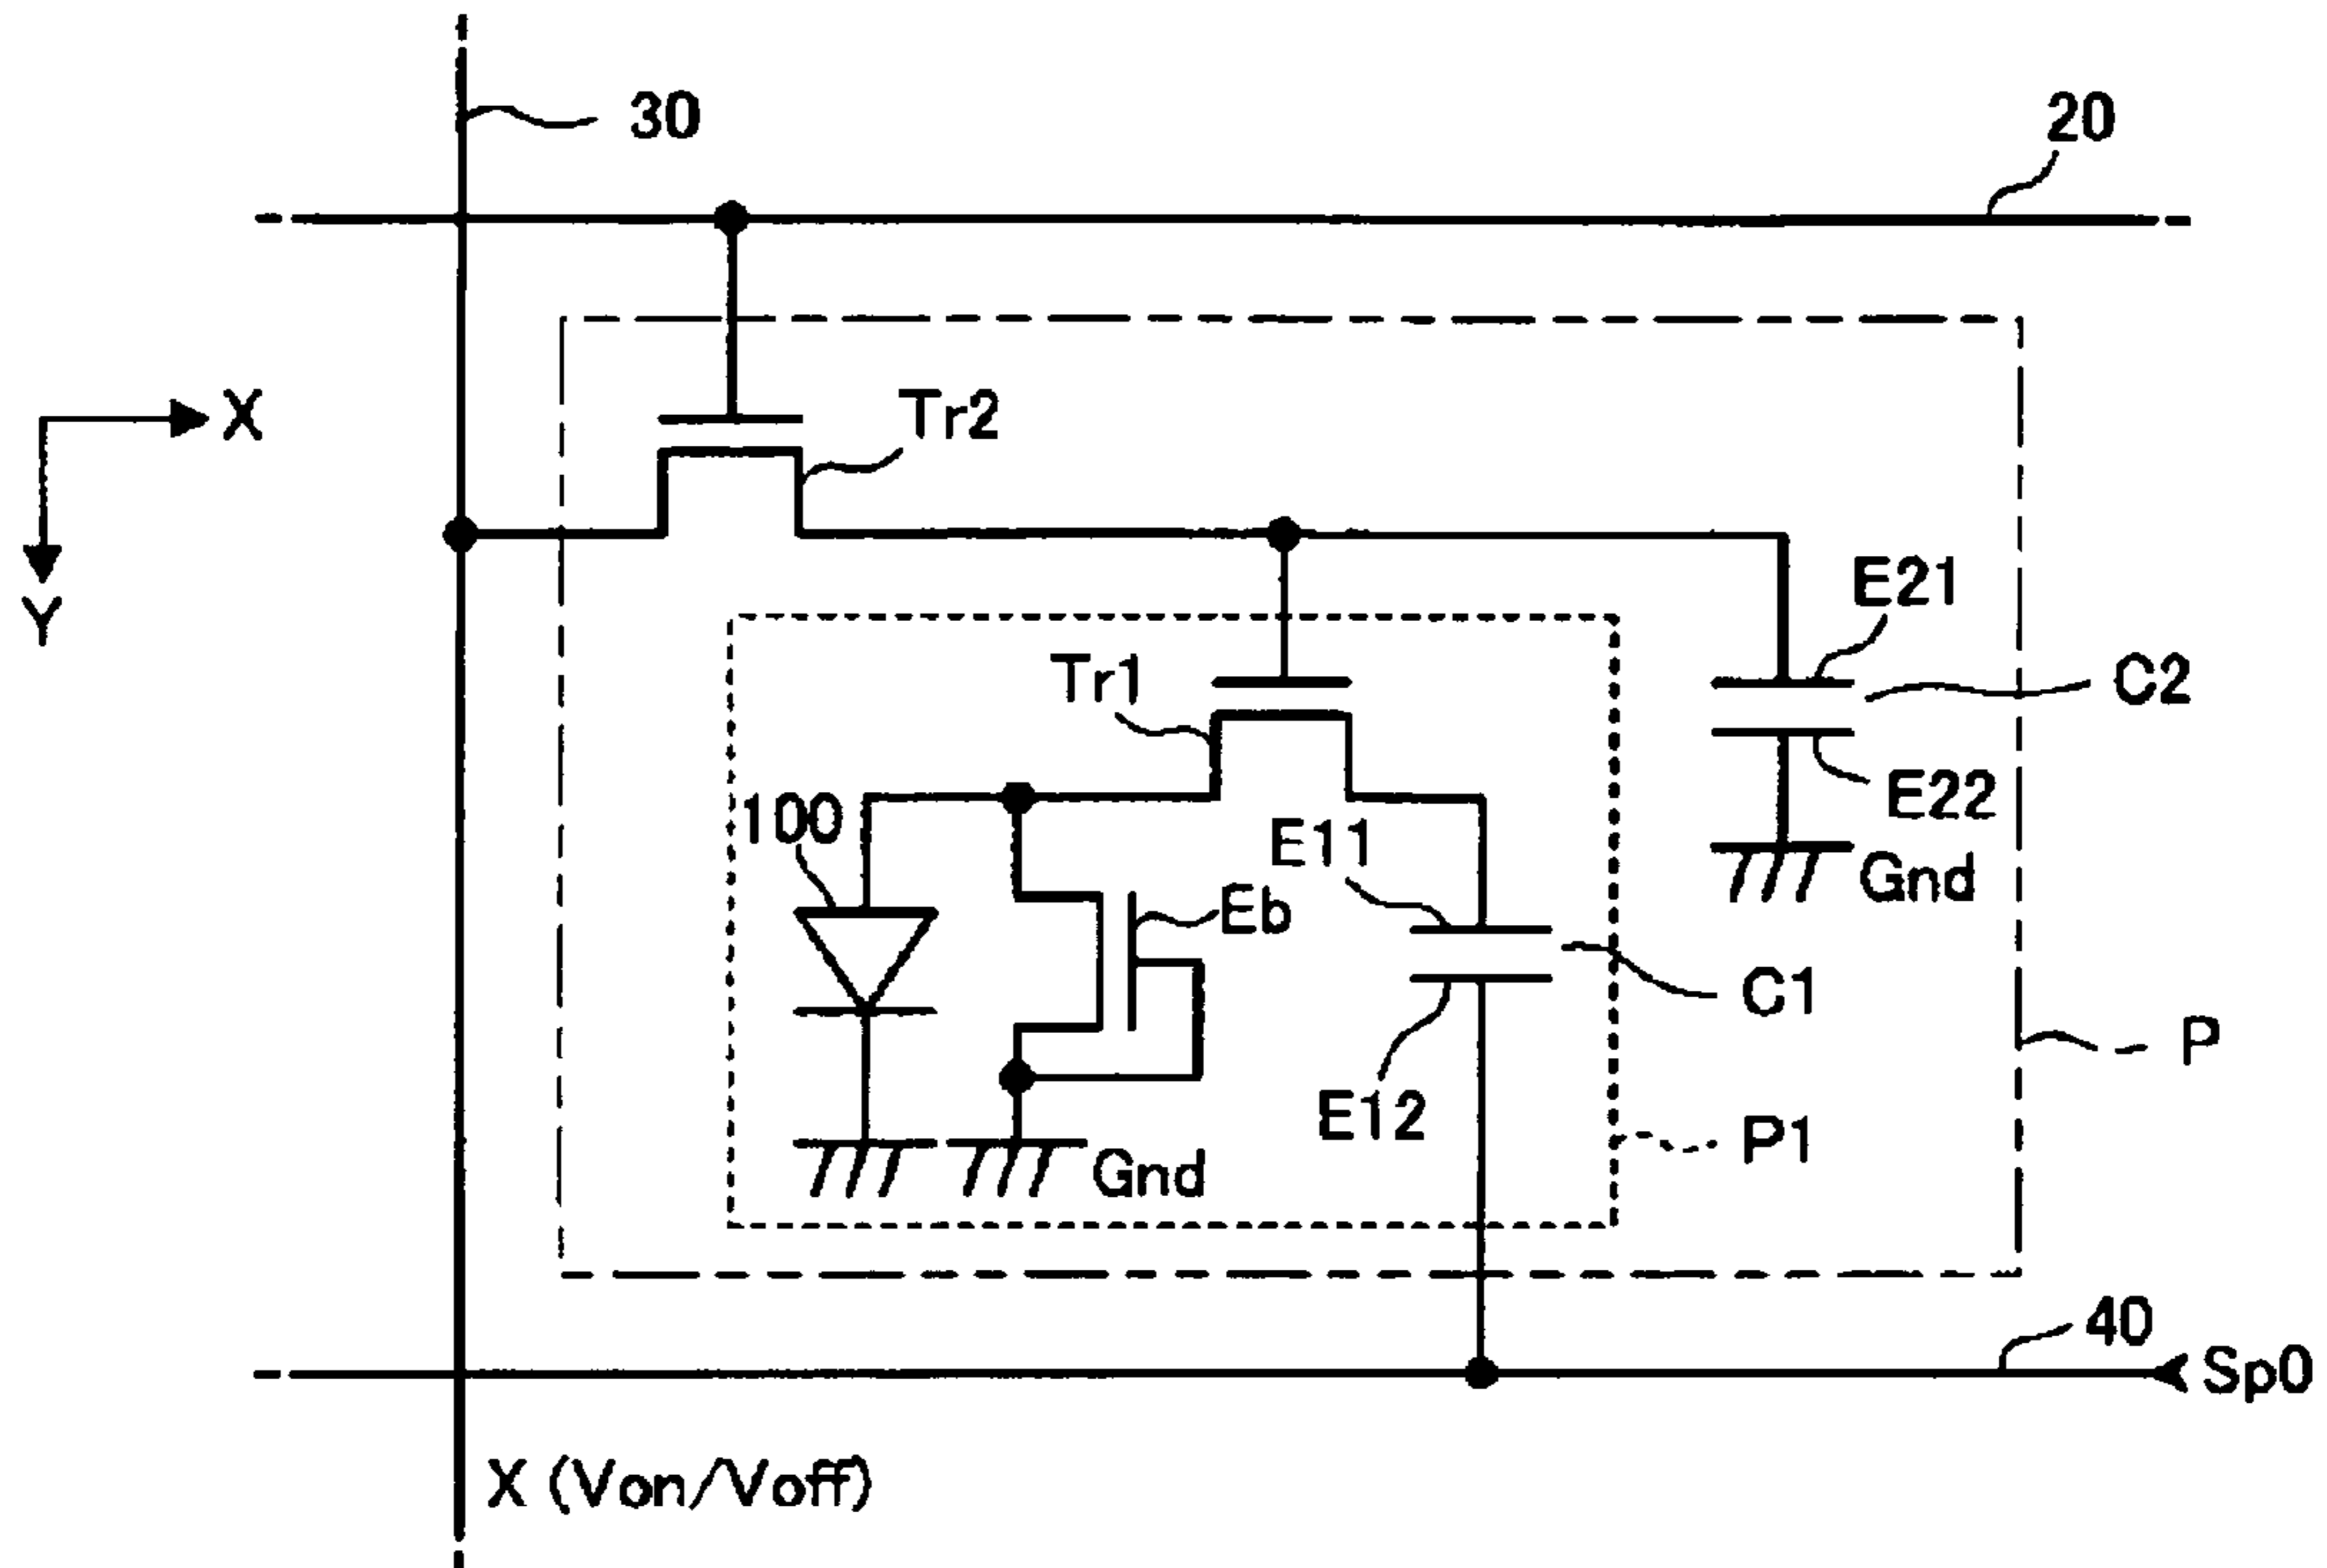 30
20
X
Tr2
Y
E21
Tr1
C2
100
E11
E22
Gnd
Eb
C1
P
E12
P1
Gnd
40
Sp0
X (Von/Voff)